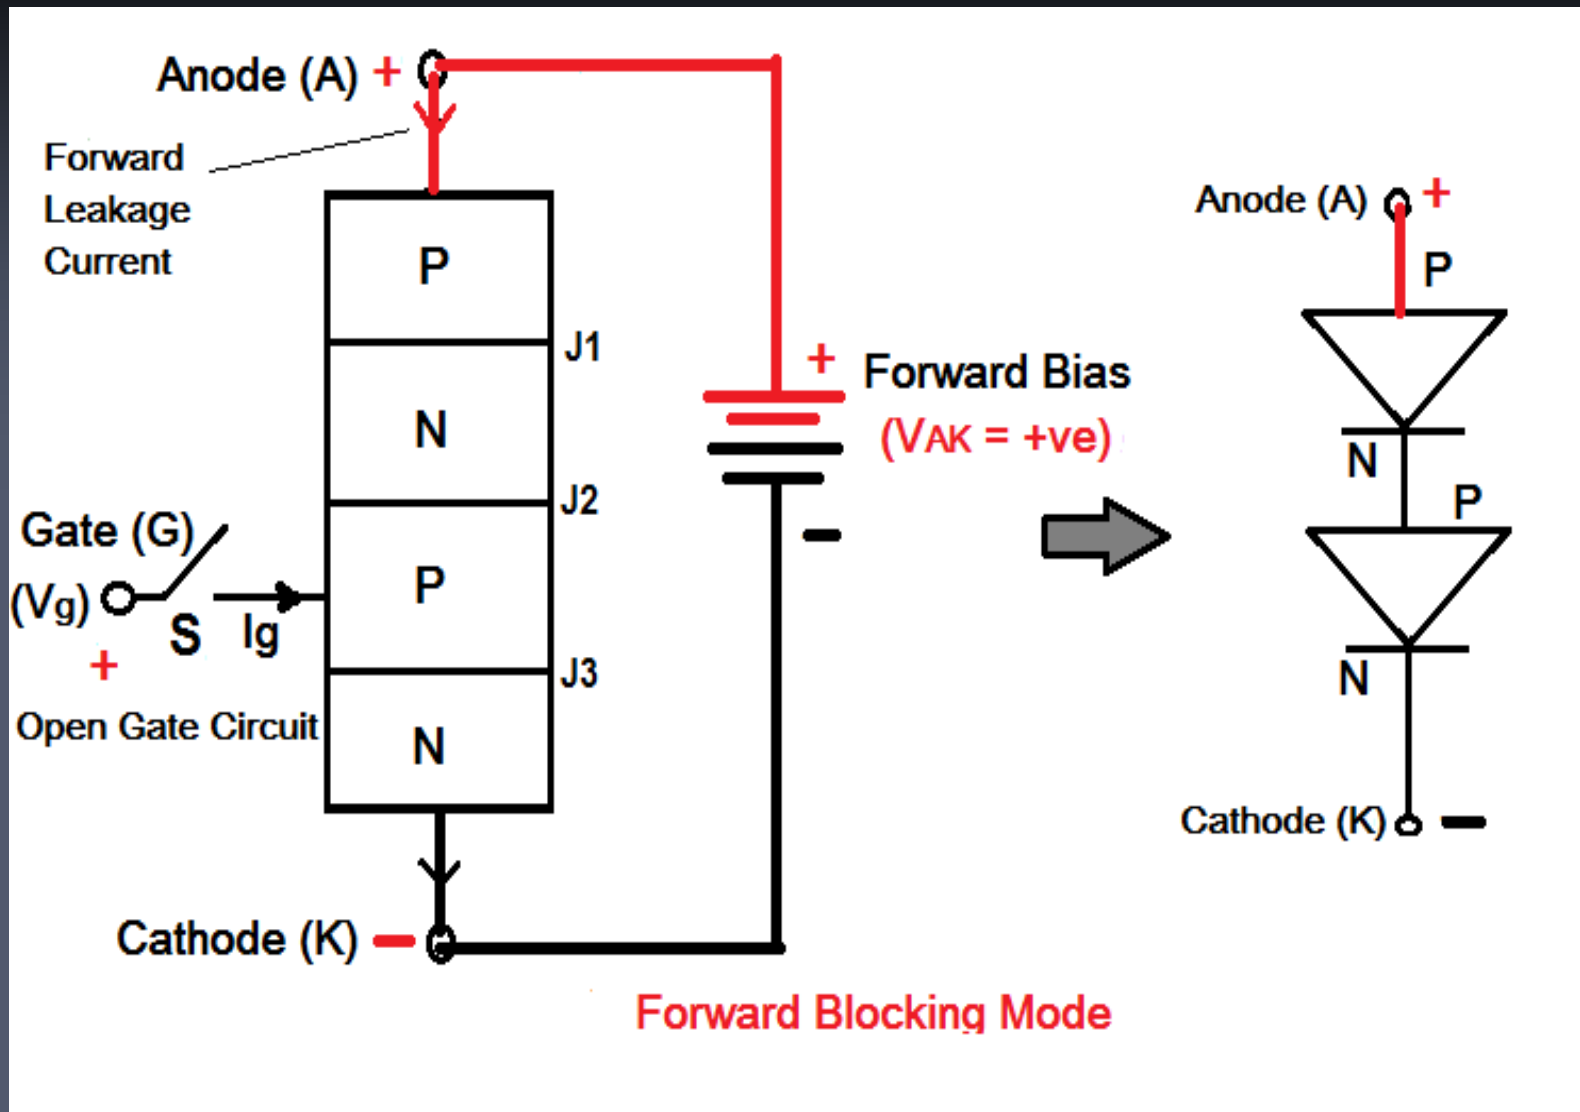 Anode (A) +
Forward
Leakage
Current
P
J1
N
J2
Gate (G)
(Vg)
S
Ig
P
+
J3
Open Gate Circuit
N
Cathode (K) −
+
Forward Bias
(VAK = +ve)
−
Anode (A) +
P
N
P
N
Cathode (K) −
Forward Blocking Mode